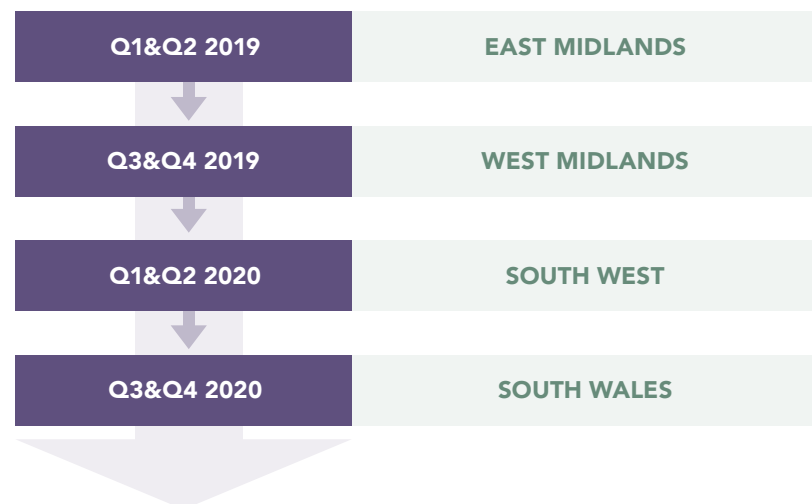 Q1&Q2 2019 EAST MIDLANDS
Q3&Q4 2019 WEST MIDLANDS
Q1&Q2 2020 SOUTH WEST
Q3&Q4 2020 SOUTH WALES